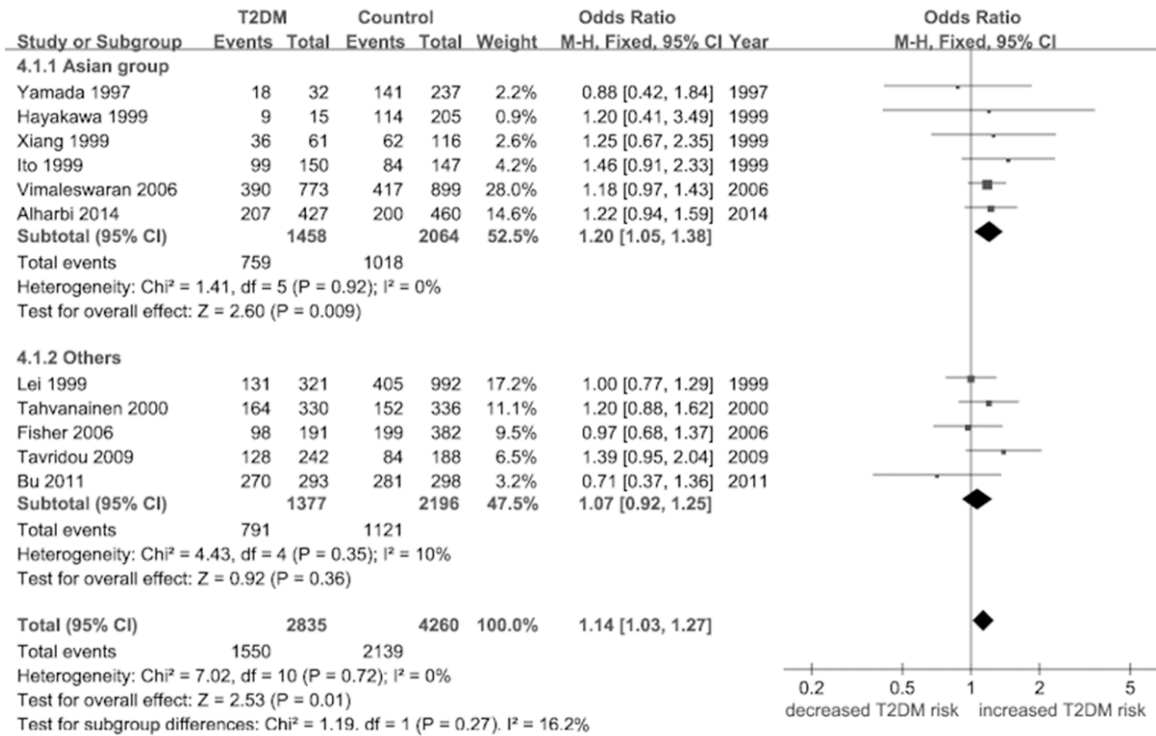 T2DM Countrol Odds Ratio Odds Ratio
Study or Subgroup Events Total Events Total Weight M-H, Fixed, 95% CI Year M-H, Fixed, 95% CI
4.1.1 Asian group
Yamada 1997 18 32 141 237 2.2% 0.88 [0.42, 1.84] 1997
Hayakawa 1999 9 15 114 205 0.9% 1.20 [0.41, 3.49] 1999
Xiang 1999 36 61 62 116 2.6% 1.25 [0.67, 2.35] 1999
Ito 1999 99 150 84 147 4.2% 1.46 [0.91, 2.33] 1999
Vimaleswaran 2006 390 773 417 899 28.0% 1.18 [0.97, 1.43] 2006
Alharbi 2014 207 427 200 460 14.6% 1.22 [0.94, 1.59] 2014
Subtotal (95% CI) 1458 2064 52.5% 1.20 [1.05, 1.38]
Total events 759 1018
Heterogeneity: Chi² = 1.41, df = 5 (P = 0.92); I² = 0%
Test for overall effect: Z = 2.60 (P = 0.009)
4.1.2 Others
Lei 1999 131 321 405 992 17.2% 1.00 [0.77, 1.29] 1999
Tahvanainen 2000 164 330 152 336 11.1% 1.20 [0.88, 1.62] 2000
Fisher 2006 98 191 199 382 9.5% 0.97 [0.68, 1.37] 2006
Tavridou 2009 128 242 84 188 6.5% 1.39 [0.95, 2.04] 2009
Bu 2011 270 293 281 298 3.2% 0.71 [0.37, 1.36] 2011
Subtotal (95% CI) 1377 2196 47.5% 1.07 [0.92, 1.25]
Total events 791 1121
Heterogeneity: Chi² = 4.43, df = 4 (P = 0.35); I² = 10%
Test for overall effect: Z = 0.92 (P = 0.36)
Total (95% CI) 2835 4260 100.0% 1.14 [1.03, 1.27]
Total events 1550 2139
Heterogeneity: Chi² = 7.02, df = 10 (P = 0.72); I² = 0%
Test for overall effect: Z = 2.53 (P = 0.01)
Test for subgroup differences: Chi² = 1.19. df = 1 (P = 0.27). I² = 16.2%
0.2 0.5 1 2 5
decreased T2DM risk increased T2DM risk